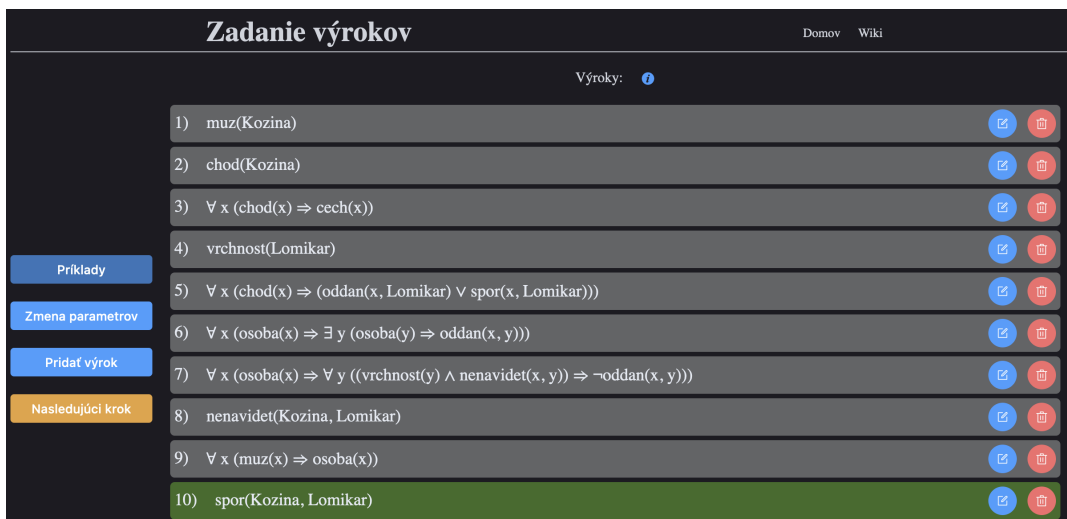 Zadanie výrokov
Domov Wiki
Výroky:
1) muz(Kozina)
2) chod(Kozina)
3) ∀ x (chod(x) ⇒ cech(x))
4) vrchnost(Lomikar)
5) ∀ x (chod(x) ⇒ (oddan(x, Lomikar) ∨ spor(x, Lomikar)))
6) ∀ x (osoba(x) ⇒ ∃ y (osoba(y) ⇒ oddan(x, y)))
7) ∀ x (osoba(x) ⇒ ∀ y ((vrchnost(y) ∧ nenavidet(x, y)) ⇒ ¬oddan(x, y)))
8) nenavidet(Kozina, Lomikar)
9) ∀ x (muz(x) ⇒ osoba(x))
10) spor(Kozina, Lomikar)
Príklady
Zmena parametrov
Pridať výrok
Nasledujúci krok